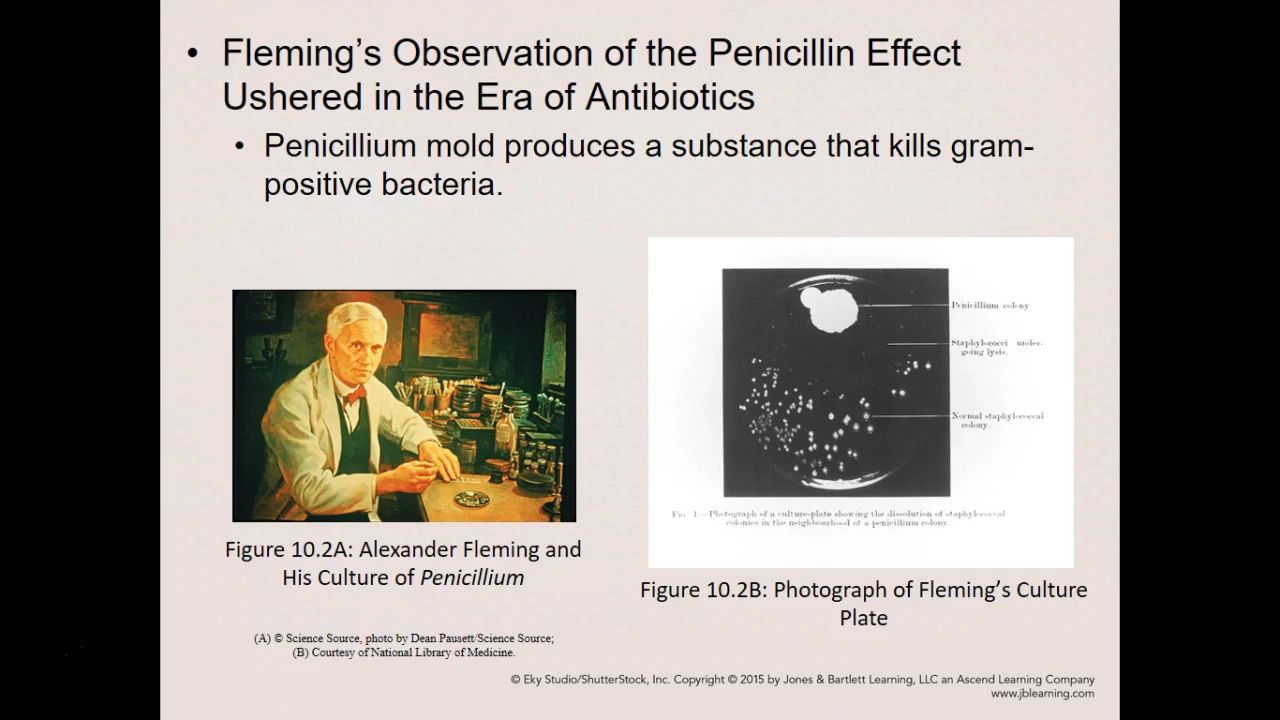 • Fleming’s Observation of the Penicillin Effect
Ushered in the Era of Antibiotics
• Penicillium mold produces a substance that kills gram-
positive bacteria.
Penicillium colony
Staphylococci under-
going lysis.
Normal staphylococcal
colony.
Fig. 1.—Photograph of a culture-plate showing the dissolution of staphylococcal
colonies in the neighbourhood of a penicillium colony.
Figure 10.2A: Alexander Fleming and
His Culture of Penicillium
Figure 10.2B: Photograph of Fleming’s Culture
Plate
(A) © Science Source, photo by Dean Pausett/Science Source;
(B) Courtesy of National Library of Medicine.
© Eky Studio/ShutterStock, Inc. Copyright © 2015 by Jones & Bartlett Learning, LLC an Ascend Learning Company
www.jblearning.com